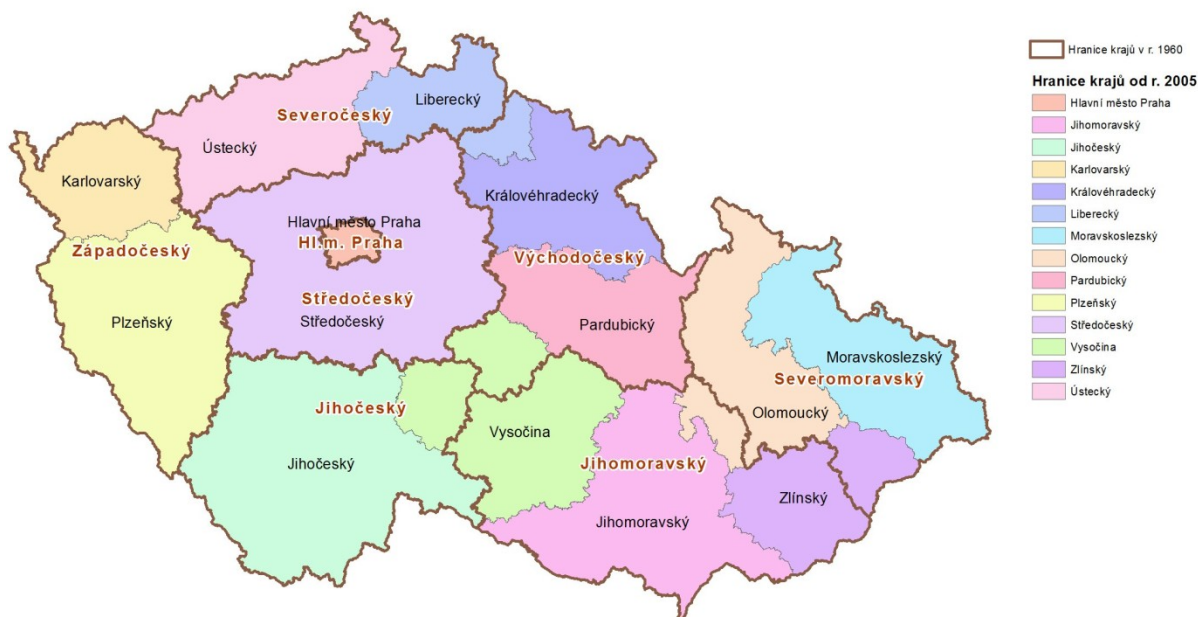 Liberecký
Severočeský
Ústecký
Karlovarský
Královéhradecký
Hlavní město Praha
Hl.m. Praha
Západočeský
Východočeský
Středočeský
Středočeský
Plzeňský
Pardubický
Moravskoslezský
Severomoravský
Jihočeský
Olomoucký
Vysočina
Jihočeský
Jihomoravský
Zlínský
Jihomoravský
Hranice krajů v r. 1960
Hranice krajů od r. 2005
Hlavní město Praha
Jihomoravský
Jihočeský
Karlovarský
Královéhradecký
Liberecký
Moravskoslezský
Olomoucký
Pardubický
Plzeňský
Středočeský
Vysočina
Zlínský
Ústecký